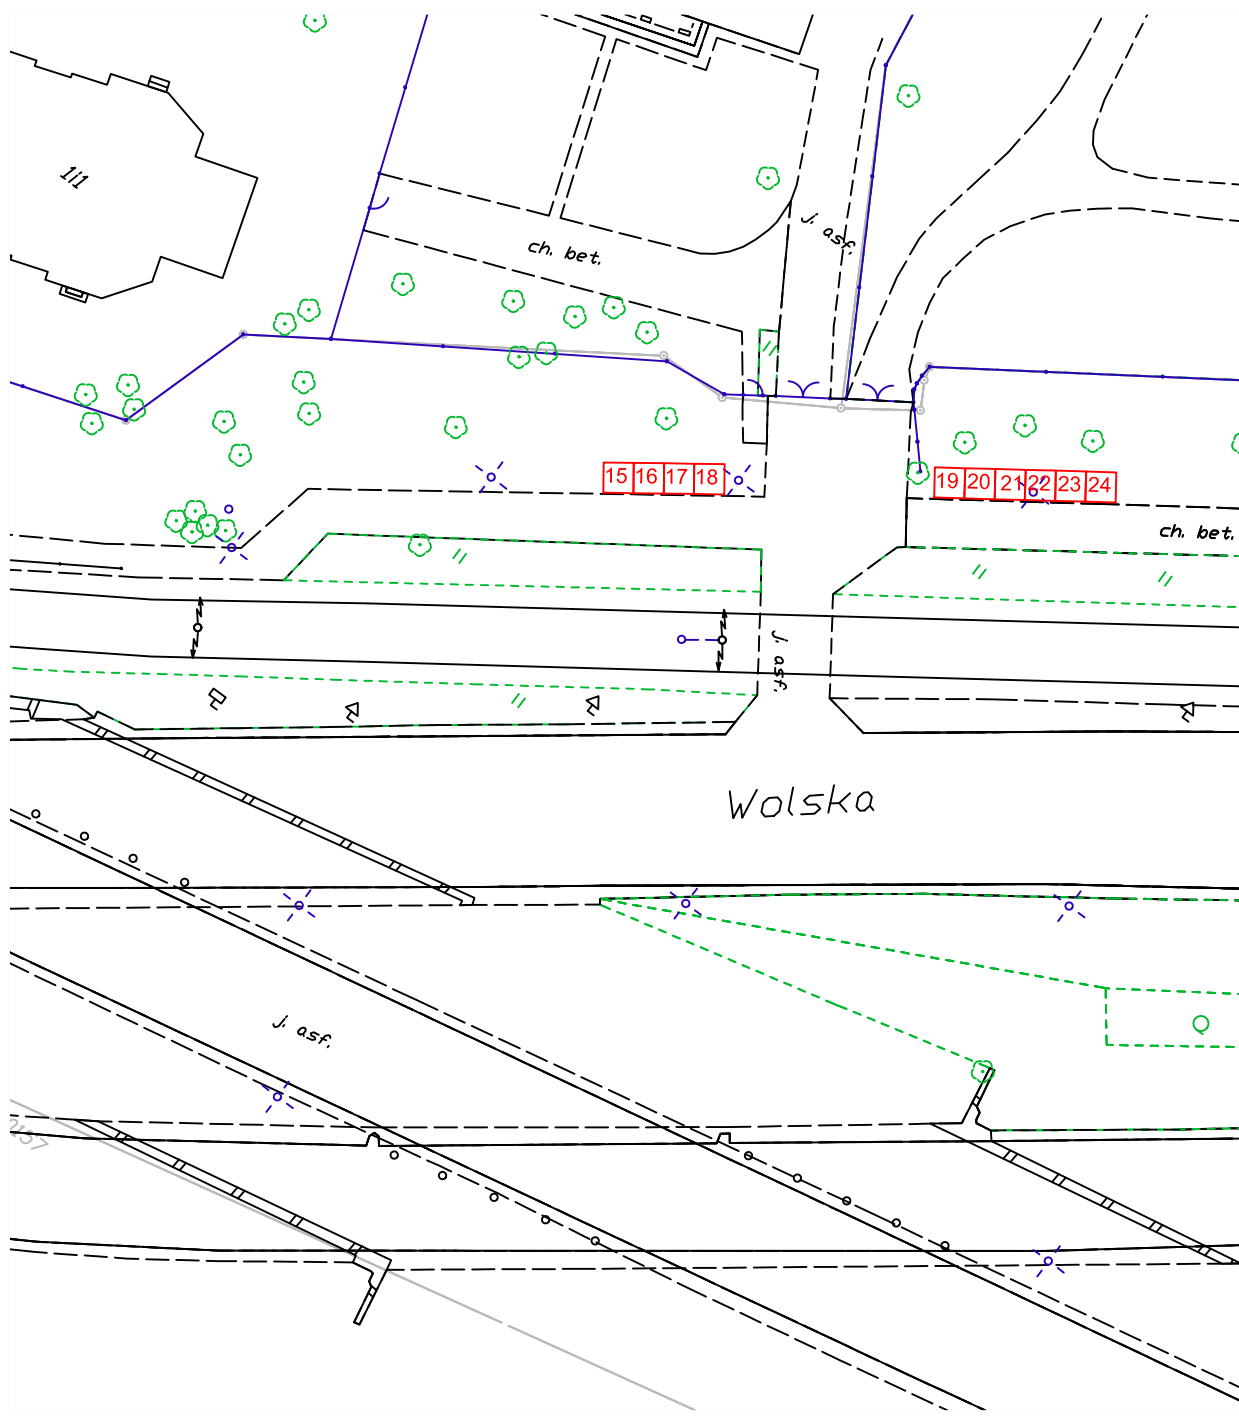 1i1
j. asf.
ch. bet.
15 16 17 18
19 20 21 22 23 24
ch. bet.
j. asf.
Wolska
j. asf.